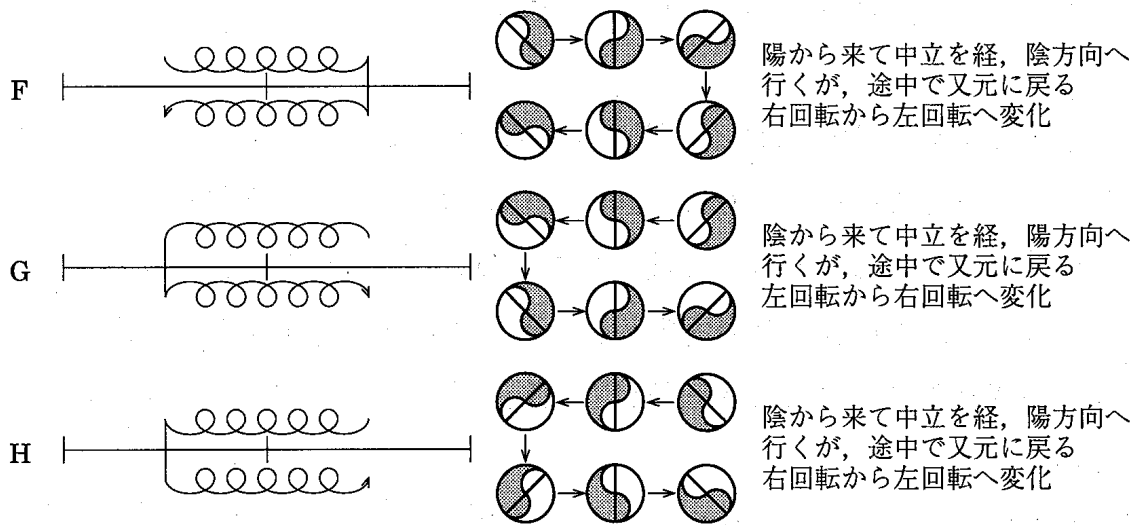 F
陽から来て中立を経，陰方向へ
行くが，途中で又元に戻る
右回転から左回転へ変化
G
陰から来て中立を経，陽方向へ
行くが，途中で又元に戻る
左回転から右回転へ変化
H
陰から来て中立を経，陽方向へ
行くが，途中で又元に戻る
右回転から左回転へ変化